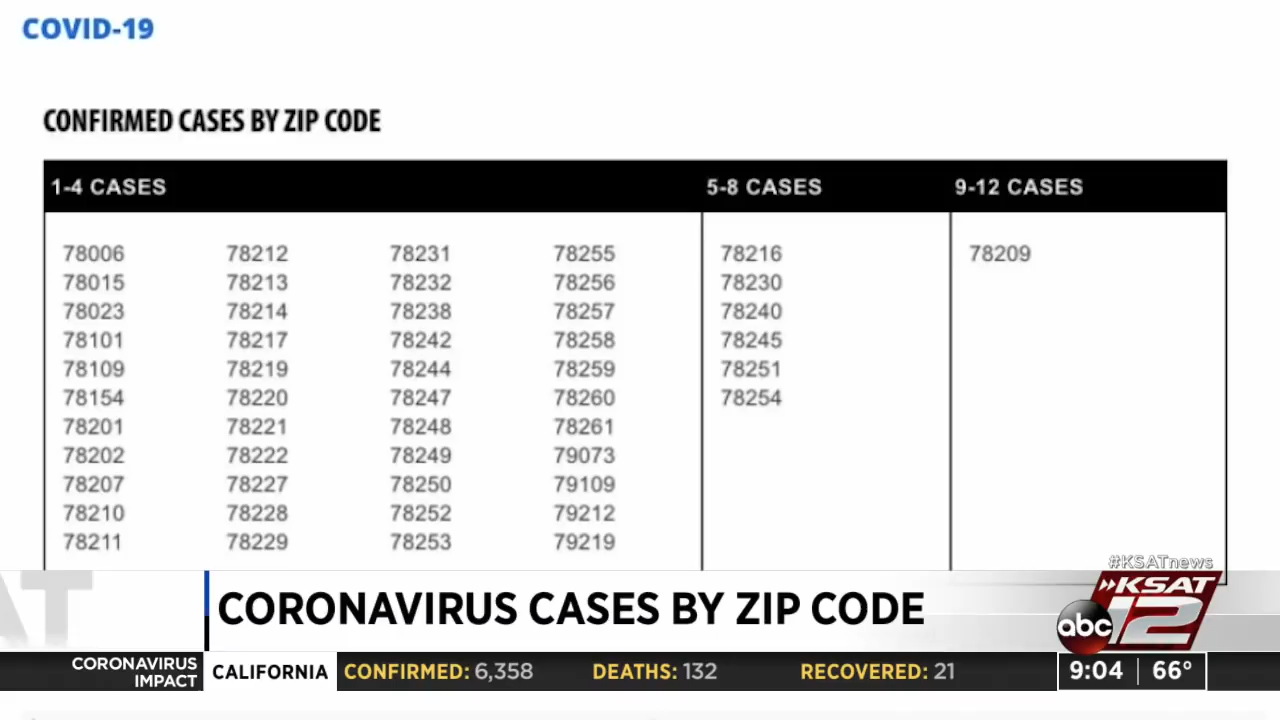 COVID-19
CONFIRMED CASES BY ZIP CODE
1-4 CASES 5-8 CASES 9-12 CASES
78006 78212 78231 78255 78216 78209
78015 78213 78232 78256 78230
78023 78214 78238 78257 78240
78101 78217 78242 78258 78245
78109 78219 78244 78259 78251
78154 78220 78247 78260 78254
78201 78221 78248 78261
78202 78222 78249 79073
78207 78227 78250 79109
78210 78228 78252 79212
78211 78229 78253 79219
#KSATnews
AT
CORONAVIRUS CASES BY ZIP CODE
KSAT
abc 12
CORONAVIRUS IMPACT
CALIFORNIA CONFIRMED: 6,358 DEATHS: 132 RECOVERED: 21
9:04 66°